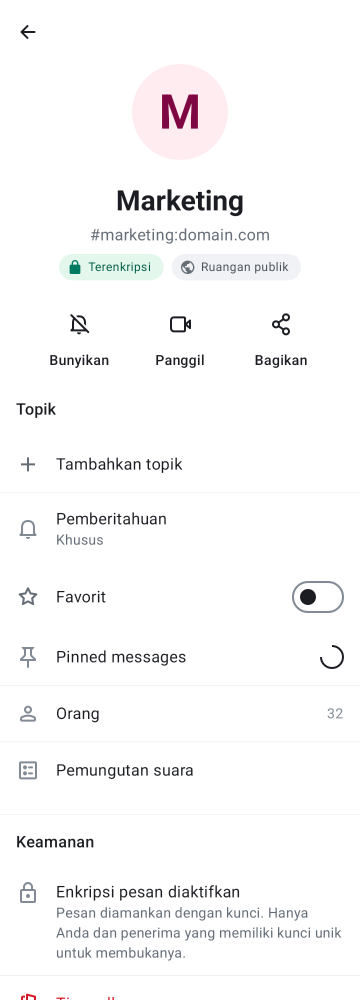 M
Marketing
#marketing:domain.com
Terenkripsi
Ruangan publik
Bunyikan
Panggil
Bagikan
Topik
Tambahkan topik
Pemberitahuan
Khusus
Favorit
Pinned messages
Orang
32
Pemungutan suara
Keamanan
Enkripsi pesan diaktifkan
Pesan diamankan dengan kunci. Hanya
Anda dan penerima yang memiliki kunci unik
untuk membukanya.